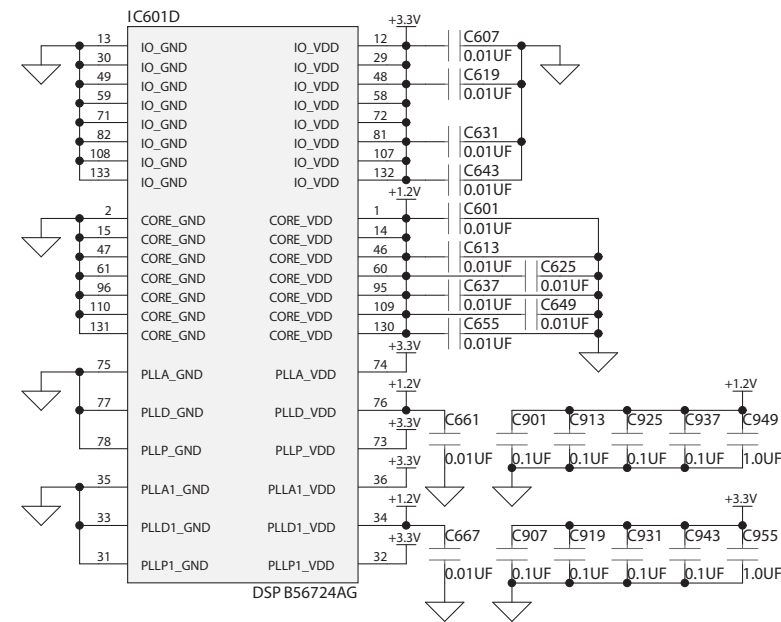 IC601D
13 IO_GND IO_VDD 12 +3.3V C607 0.01UF
30 IO_GND IO_VDD 29
49 IO_GND IO_VDD 48 C619 0.01UF
59 IO_GND IO_VDD 58
71 IO_GND IO_VDD 72
82 IO_GND IO_VDD 81 C631 0.01UF
108 IO_GND IO_VDD 107
133 IO_GND IO_VDD 132 C643 0.01UF
+1.2V
2 CORE_GND CORE_VDD 1 C601 0.01UF
15 CORE_GND CORE_VDD 14
47 CORE_GND CORE_VDD 46 C613 0.01UF
61 CORE_GND CORE_VDD 60 C625 0.01UF
96 CORE_GND CORE_VDD 95 C637 0.01UF
110 CORE_GND CORE_VDD 109 C649 0.01UF
131 CORE_GND CORE_VDD 130 C655 0.01UF
+3.3V
75 PLLA_GND PLLA_VDD 74
+1.2V +1.2V
77 PLLD_GND PLLD_VDD 76
C661 C901 C913 C925 C937 C949
+3.3V
78 PLLP_GND PLLP_VDD 73
0.01UF 0.1UF 0.1UF 0.1UF 0.1UF 1.0UF
+3.3V
35 PLLA1_GND PLLA1_VDD 36
+1.2V +3.3V
33 PLLD1_GND PLLD1_VDD 34
C667 C907 C919 C931 C943 C955
+3.3V
31 PLLP1_GND PLLP1_VDD 32
0.01UF 0.1UF 0.1UF 0.1UF 0.1UF 1.0UF
DSP B56724AG